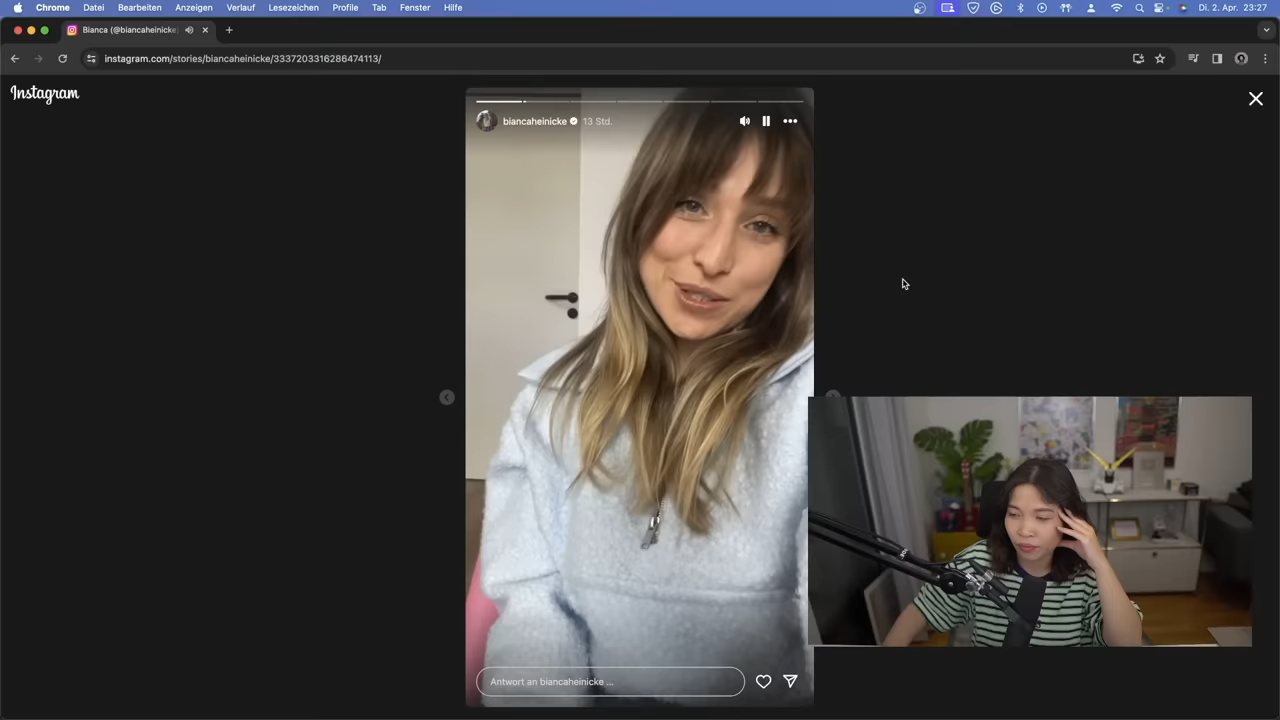 Chrome Datei Bearbeiten Anzeigen Verlauf Lesezeichen Profile Tab Fenster Hilfe Di. 2. Apr. 23:27
Bianca (@biancaheinicke)
instagram.com/stories/biancaheinicke/3337203316286474113/
Instagram
biancaheinicke 13 Std.
Antwort an biancaheinicke ...